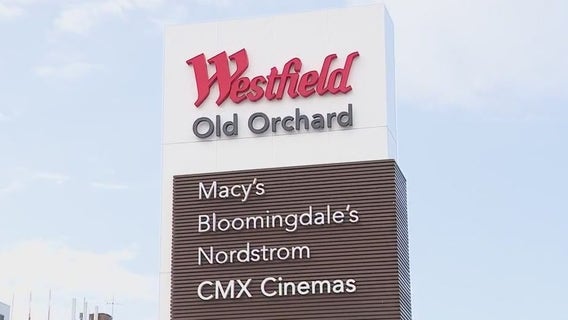 Westfield
Old Orchard
Macy's
Bloomingdale's
Nordstrom
CMX Cinemas